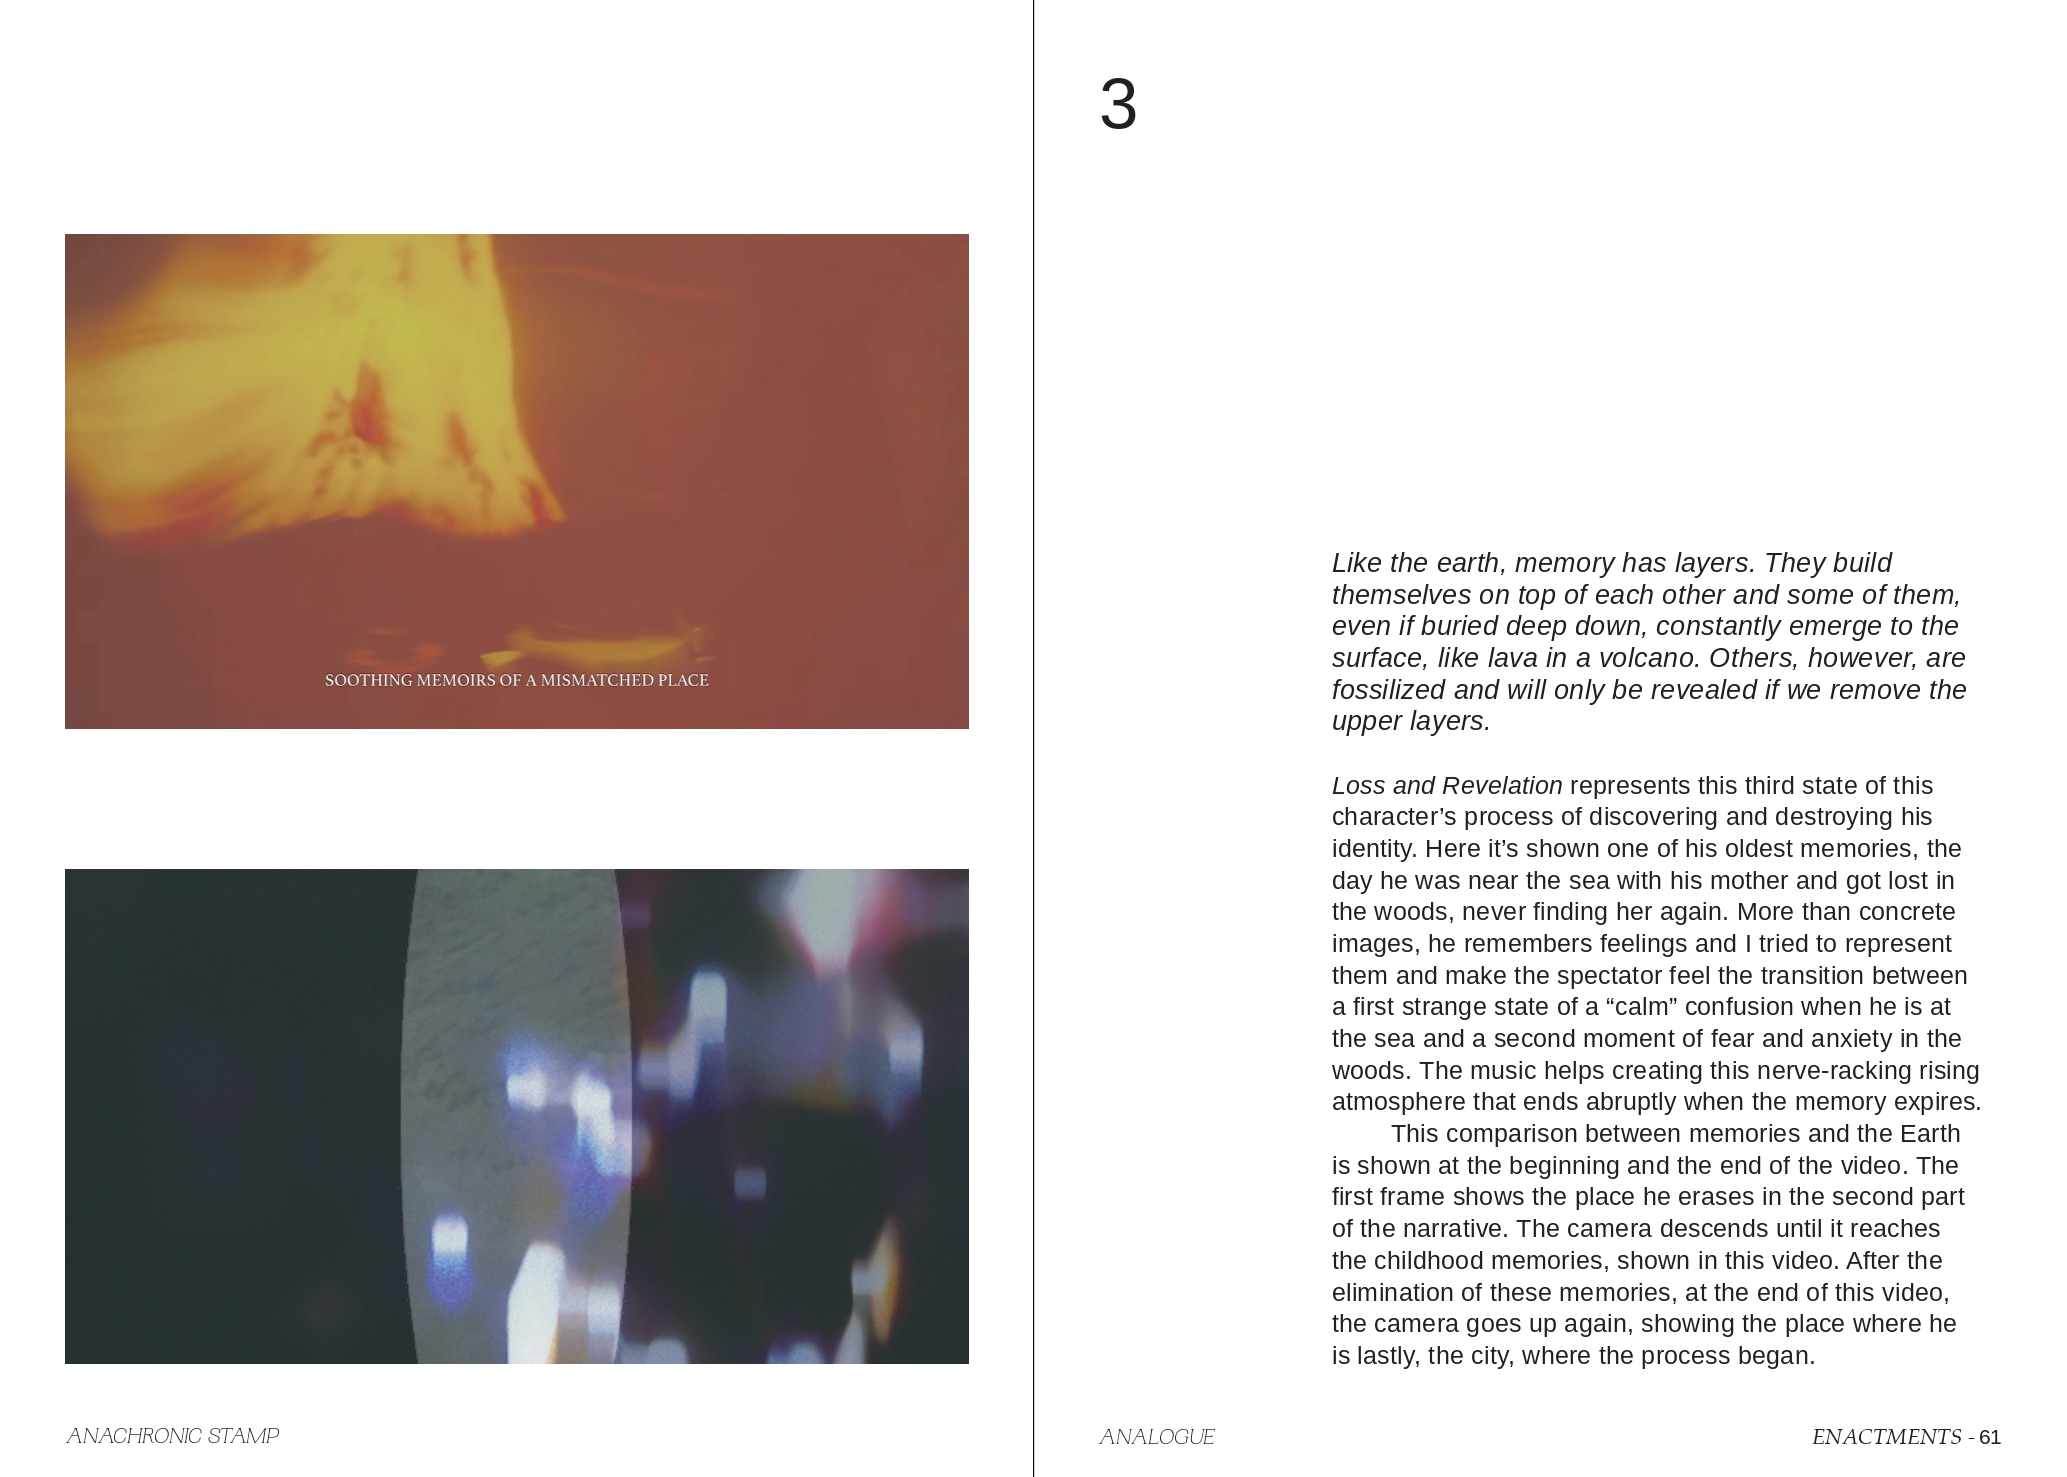 SOOTHING MEMOIRS OF A MISMATCHED PLACE
ANACHRONIC STAMP
3
Like the earth, memory has layers. They build
themselves on top of each other and some of them,
even if buried deep down, constantly emerge to the
surface, like lava in a volcano. Others, however, are
fossilized and will only be revealed if we remove the
upper layers.
Loss and Revelation represents this third state of this
character’s process of discovering and destroying his
identity. Here it’s shown one of his oldest memories, the
day he was near the sea with his mother and got lost in
the woods, never finding her again. More than concrete
images, he remembers feelings and I tried to represent
them and make the spectator feel the transition between
a first strange state of a “calm” confusion when he is at
the sea and a second moment of fear and anxiety in the
woods. The music helps creating this nerve-racking rising
atmosphere that ends abruptly when the memory expires.
This comparison between memories and the Earth
is shown at the beginning and the end of the video. The
first frame shows the place he erases in the second part
of the narrative. The camera descends until it reaches
the childhood memories, shown in this video. After the
elimination of these memories, at the end of this video,
the camera goes up again, showing the place where he
is lastly, the city, where the process began.
ANALOGUE
ENACTMENTS - 61